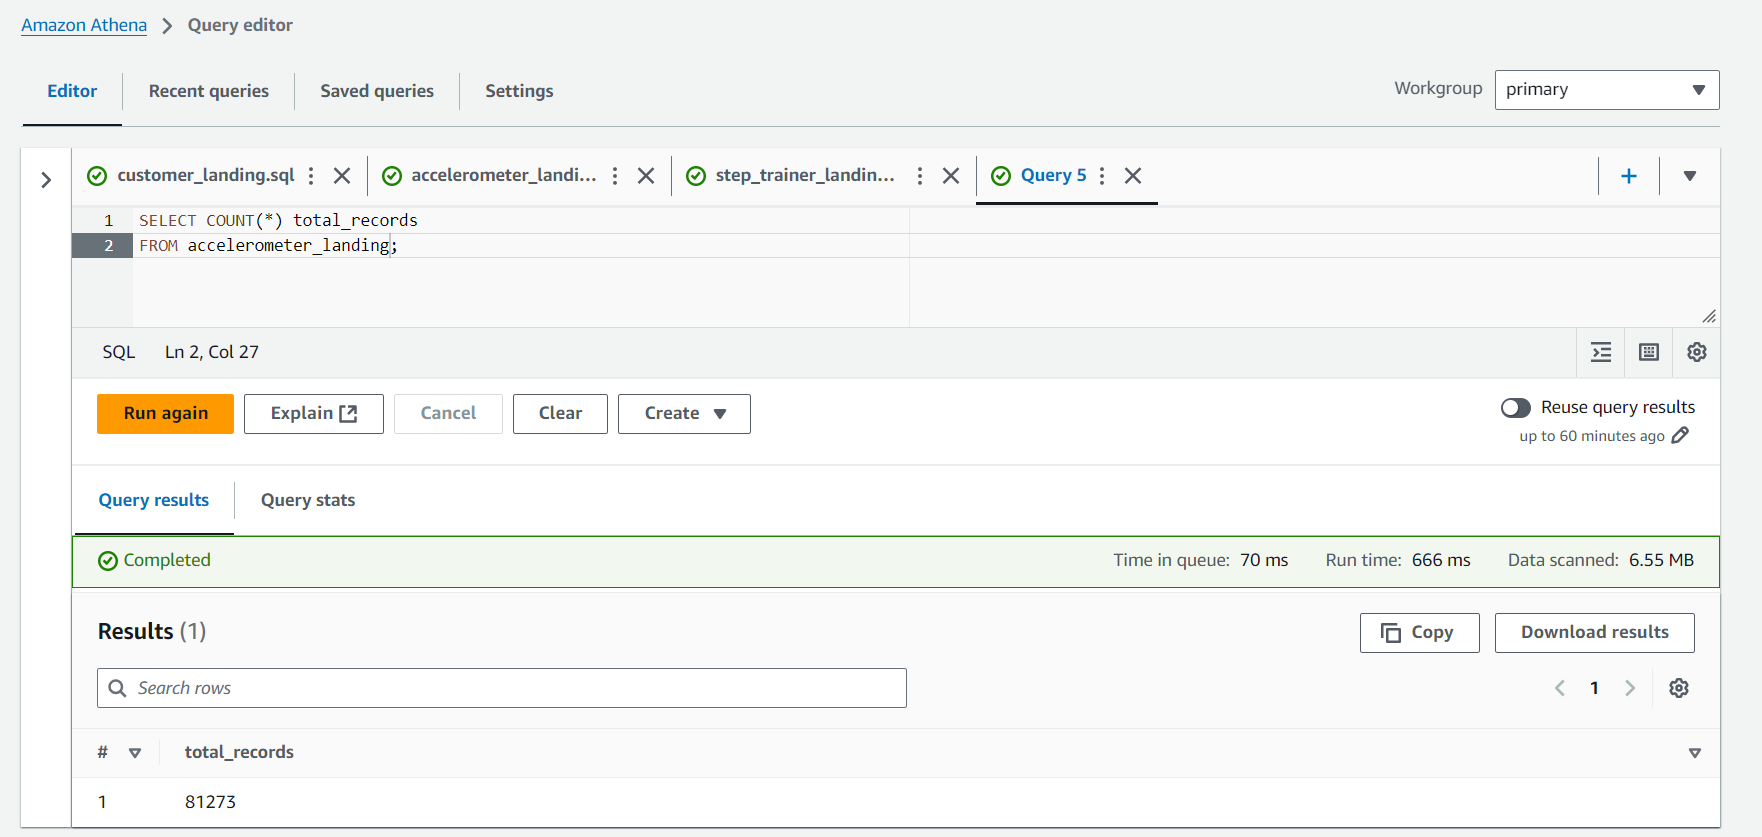 Amazon Athena > Query editor
Editor Recent queries Saved queries Settings Workgroup primary
customer_landing.sql accelerometer_landi... step_trainer_landin... Query 5
1 SELECT COUNT(*) total_records
2 FROM accelerometer_landing;
SQL Ln 2, Col 27
Run again Explain Cancel Clear Create Reuse query results
up to 60 minutes ago
Query results Query stats
Completed Time in queue: 70 ms Run time: 666 ms Data scanned: 6.55 MB
Results (1) Copy Download results
Search rows 1
# total_records
1 81273